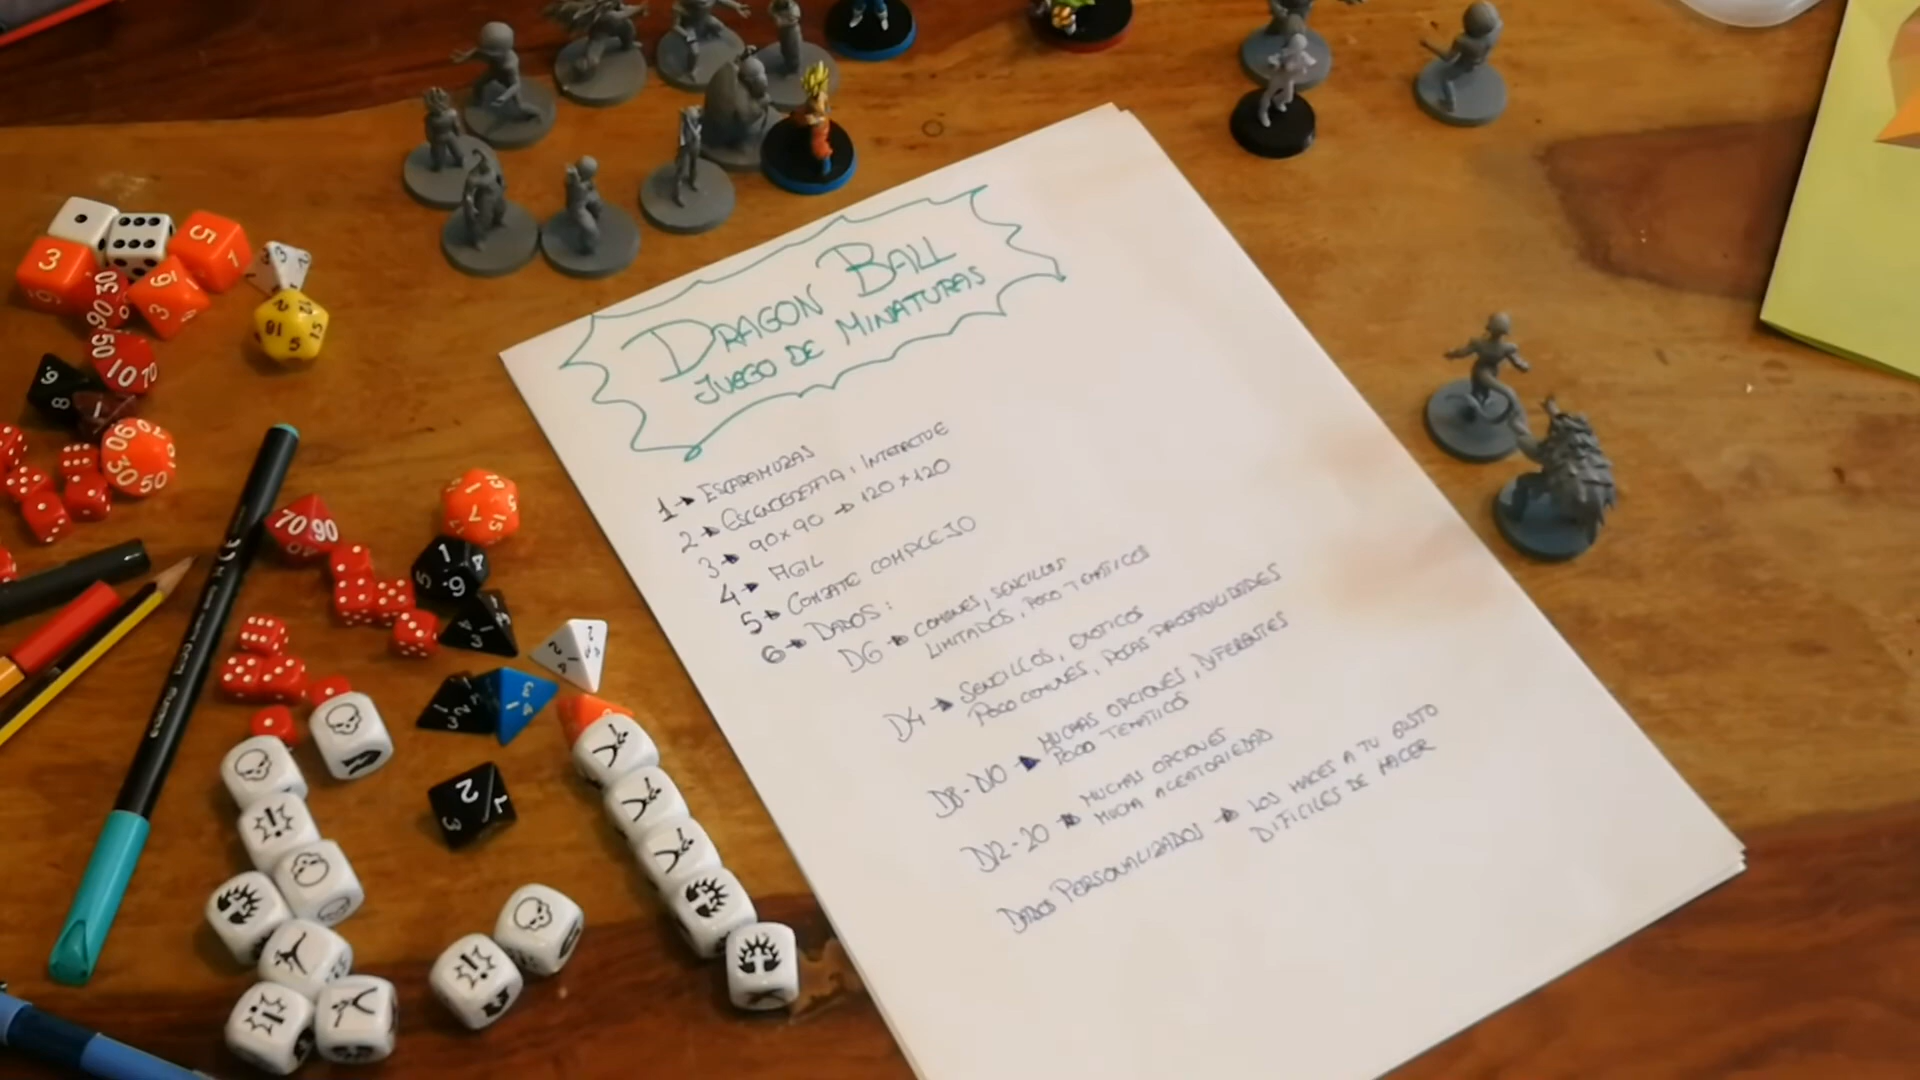 DRAGON BALL
JUEGO DE MINATURAS
1→ ESCARAMUZAS
2→ ESCENOGRAFIA, INTERACTUE
3→ 90x90 → 120x120
4→ AGIL
5→ COMBATE COMPLEJO
6→ DADOS:
D6→ COMUNES, SENCILLOS
LIMITADOS, POCO TEMATICOS
D4→ SENCILLOS, EXOTICOS
POCO COMUNES, POCAS PROBABILIDADES
D8-D10→ MUCHAS OPCIONES, DIFERENTES
POCO TEMATICOS
D12-20→ MUCHAS OPCIONES
MUCHA ALEATORIEDAD
DADOS PERSONALIZADOS → LOS HACES A TU GUSTO
DIFICILES DE HACER